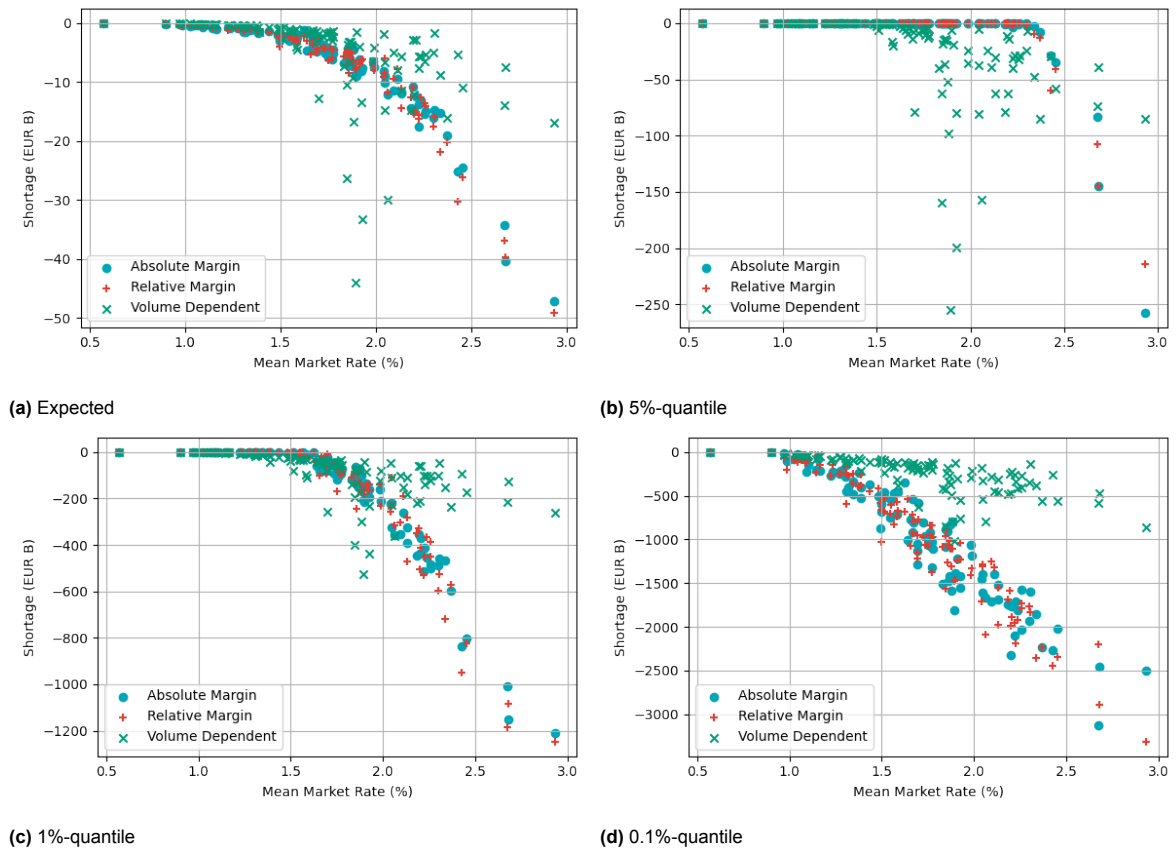 0
−10
−20
−30
−40
−50
Shortage (EUR B)
Absolute Margin
Relative Margin
Volume Dependent
0.5 1.0 1.5 2.0 2.5 3.0
Mean Market Rate (%)
(a) Expected
0
−50
−100
−150
−200
−250
Shortage (EUR B)
Absolute Margin
Relative Margin
Volume Dependent
0.5 1.0 1.5 2.0 2.5 3.0
Mean Market Rate (%)
(b) 5%-quantile
0
−200
−400
−600
−800
−1000
−1200
Shortage (EUR B)
Absolute Margin
Relative Margin
Volume Dependent
0.5 1.0 1.5 2.0 2.5 3.0
Mean Market Rate (%)
(c) 1%-quantile
0
−500
−1000
−1500
−2000
−2500
−3000
Shortage (EUR B)
Absolute Margin
Relative Margin
Volume Dependent
0.5 1.0 1.5 2.0 2.5 3.0
Mean Market Rate (%)
(d) 0.1%-quantile